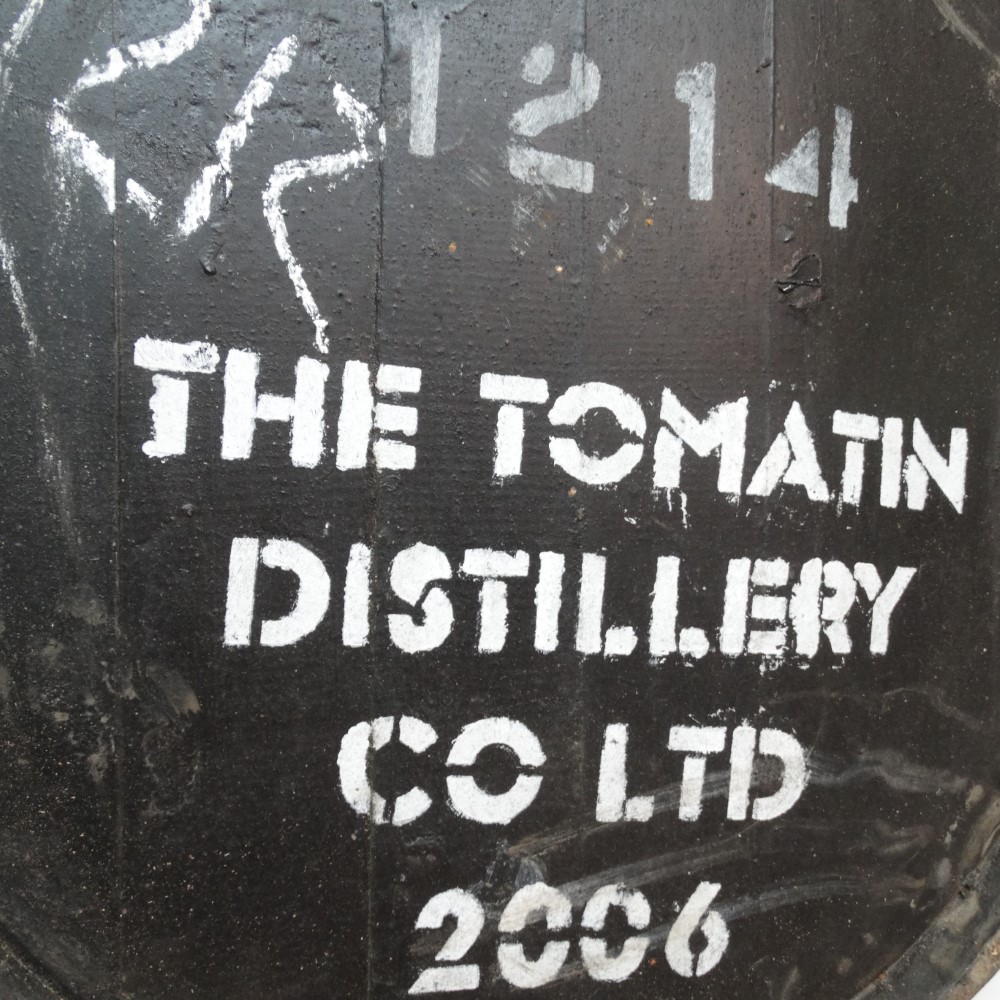 1214
THE TOMATIN
DISTILLERY
CO LTD
2006